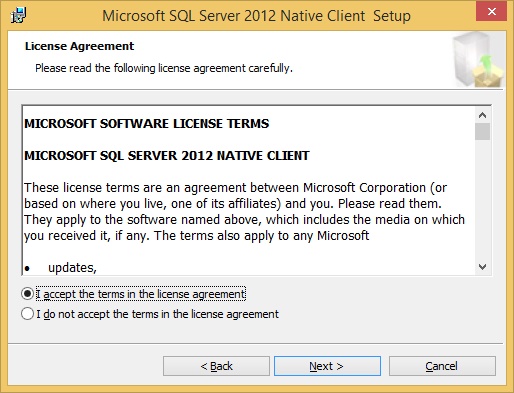 Microsoft SQL Server 2012 Native Client  Setup
License Agreement
Please read the following license agreement carefully.
MICROSOFT SOFTWARE LICENSE TERMS
MICROSOFT SQL SERVER 2012 NATIVE CLIENT
These license terms are an agreement between Microsoft Corporation (or
based on where you live, one of its affiliates) and you. Please read them.
They apply to the software named above, which includes the media on which
you received it, if any. The terms also apply to any Microsoft
• updates,
I accept the terms in the license agreement
I do not accept the terms in the license agreement
< Back Next > Cancel